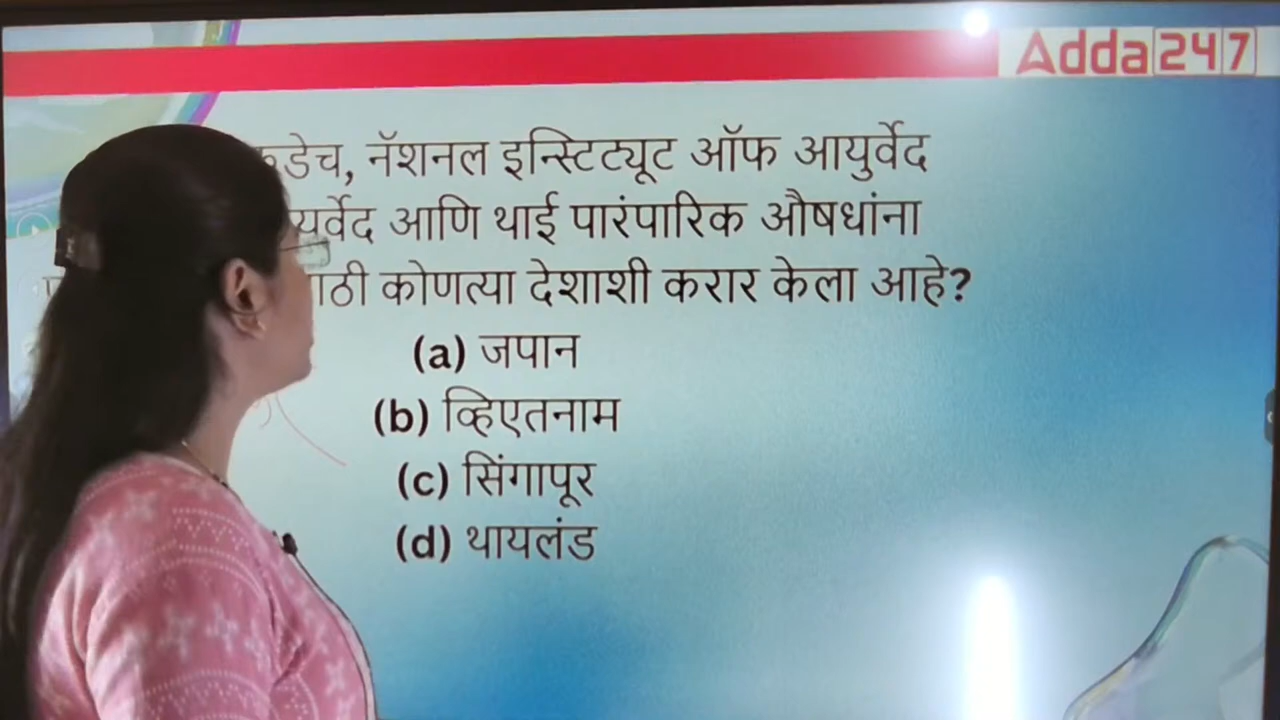 Adda247
नॅशनल इन्स्टिट्यूट ऑफ आयुर्वेद
आणि थाई पारंपारिक औषधांना
कोणत्या देशाशी करार केला आहे?
(a) जपान
(b) व्हिएतनाम
(c) सिंगापूर
(d) थायलंड